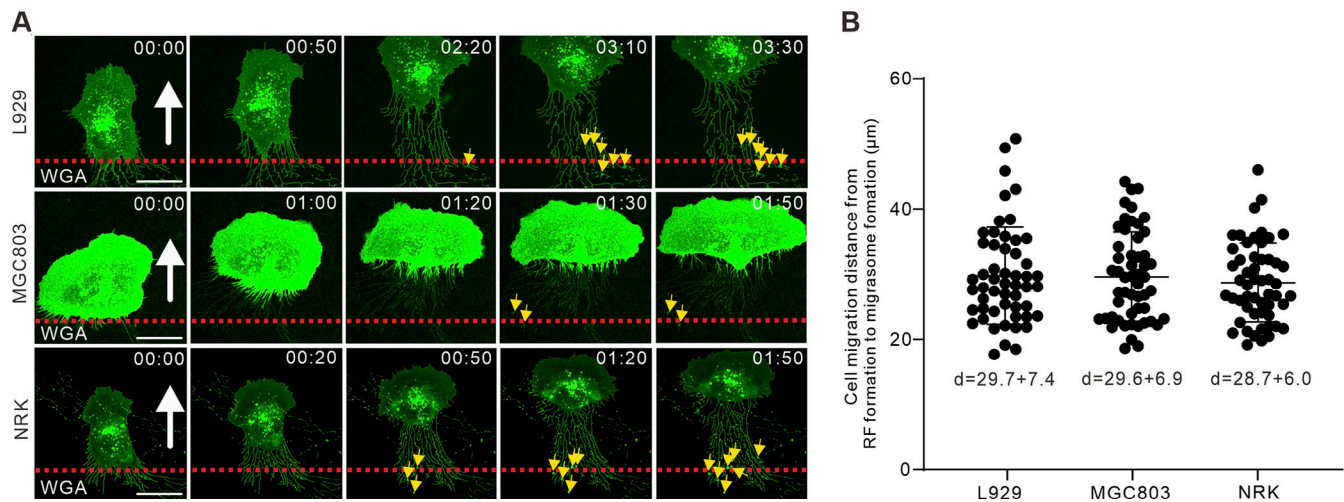 A
L929
00:00
00:50
02:20
03:10
03:30
WGA
MGC803
00:00
01:00
01:20
01:30
01:50
WGA
NRK
00:00
00:20
00:50
01:20
01:50
WGA
B
Cell migration distance from
RF formation to migrasome fomation (μm)
60
40
20
0
d=29.7+7.4
d=29.6+6.9
d=28.7+6.0
L929
MGC803
NRK